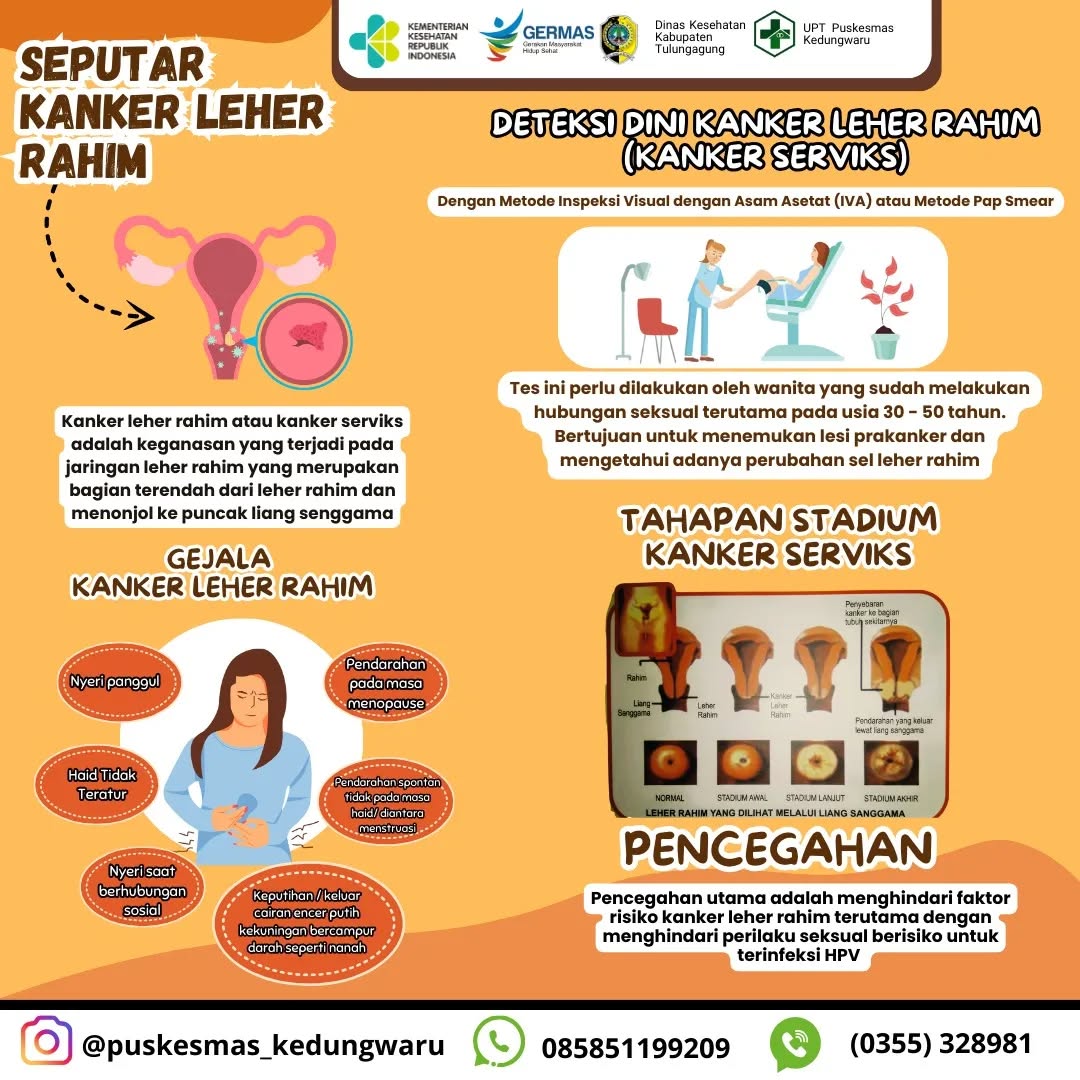 KEMENTERIAN
KESEHATAN
REPUBLIK
INDONESIA
GERMAS
Gerakan Masyarakat
Hidup Sehat
Dinas Kesehatan
Kabupaten
Tulungagung
UPT Puskesmas
Kedungwaru
SEPUTAR
KANKER LEHER
RAHIM
Kanker leher rahim atau kanker serviks
adalah keganasan yang terjadi pada
jaringan leher rahim yang merupakan
bagian terendah dari leher rahim dan
menonjol ke puncak liang senggama
GEJALA
KANKER LEHER RAHIM
Nyeri panggul
Pendarahan
pada masa
menopause
Haid Tidak
Teratur
Pendarahan spontan
tidak pada masa
haid/ diantara
menstruasi
Nyeri saat
berhubungan
sosial
Keputihan / keluar
cairan encer putih
kekuningan bercampur
darah seperti nanah
DETEKSI DINI KANKER LEHER RAHIM
(KANKER SERVIKS)
Dengan Metode Inspeksi Visual dengan Asam Asetat (IVA) atau Metode Pap Smear
Tes ini perlu dilakukan oleh wanita yang sudah melakukan
hubungan seksual terutama pada usia 30 - 50 tahun.
Bertujuan untuk menemukan lesi prakanker dan
mengetahui adanya perubahan sel leher rahim
TAHAPAN STADIUM
KANKER SERVIKS
Penyebaran
kanker ke bagian
tubuh sekitarnya
Rahim
Liang
Sanggama
Leher
Rahim
Kanker
Leher
Rahim
Pendarahan yang keluar
lewat liang sanggama
NORMAL
STADIUM AWAL
STADIUM LANJUT
STADIUM AKHIR
LEHER RAHIM YANG DILIHAT MELALUI LIANG SANGGAMA
PENCEGAHAN
Pencegahan utama adalah menghindari faktor
risiko kanker leher rahim terutama dengan
menghindari perilaku seksual berisiko untuk
terinfeksi HPV
@puskesmas_kedungwaru
085851199209
(0355) 328981